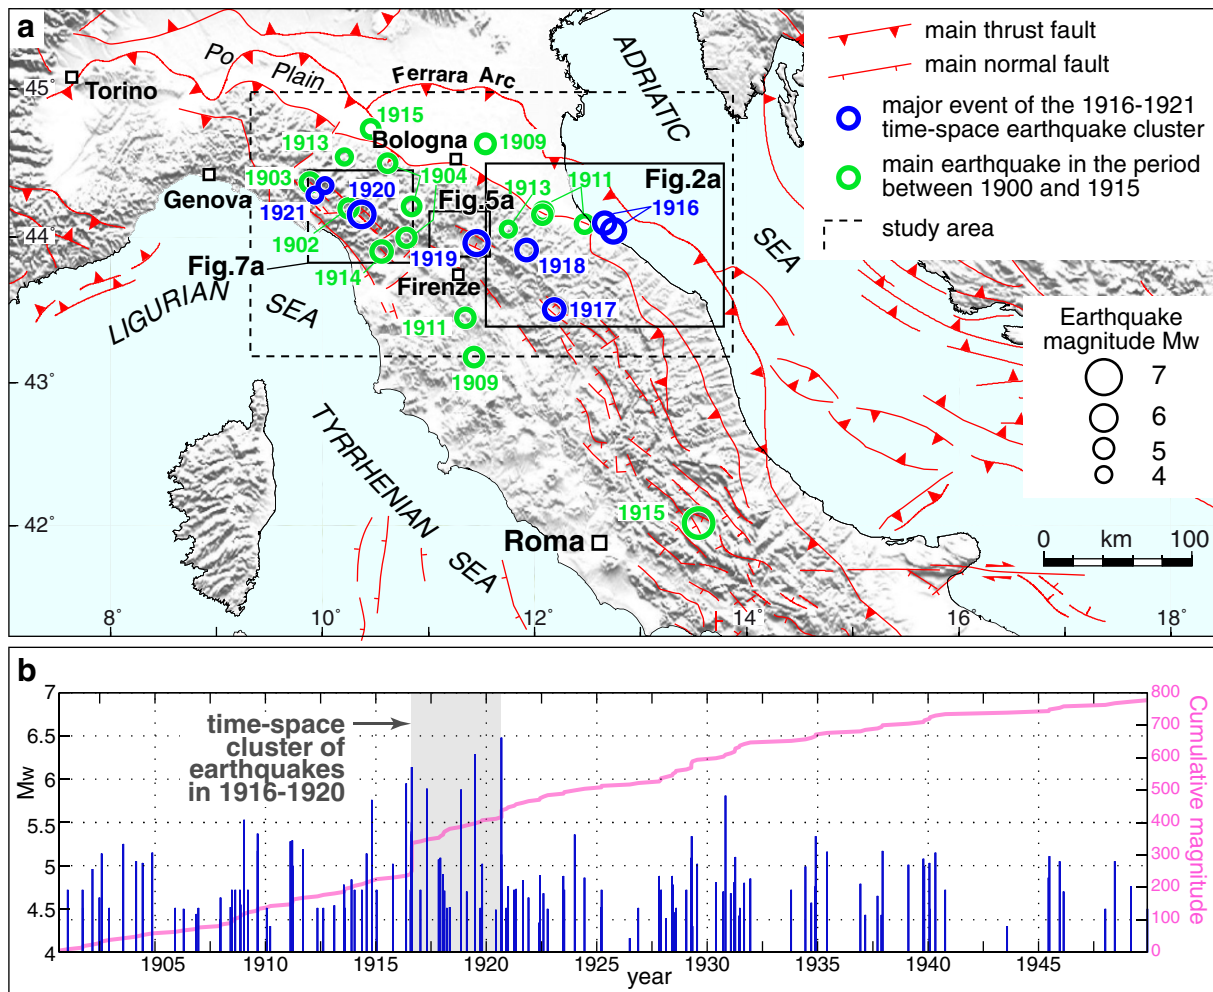 a
45°
44°
43°
42°
8°
10°
12°
14°
16°
18°
Torino
Po Plain
Ferrara Arc
ADRIATIC
SEA
1915
Bologna
1909
1913
1903
1904
Genova
1920
1921
Fig.5a
1913
1911
Fig.2a
1916
1902
1914
1919
1918
Fig.7a
Firenze
1917
LIGURIAN
SEA
1911
1909
TYRRHENIAN SEA
1915
Roma
main thrust fault
main normal fault
major event of the 1916-1921
time-space earthquake cluster
main earthquake in the period
between 1900 and 1915
study area
Earthquake
magnitude Mw
7
6
5
4
0 km 100
b
7
6.5
6
5.5
5
4.5
4
Mw
time-space
cluster of
earthquakes
in 1916-1920
1905 1910 1915 1920 1925 1930 1935 1940 1945
year
800
700
600
500
400
300
200
100
0
Cumulative magnitude